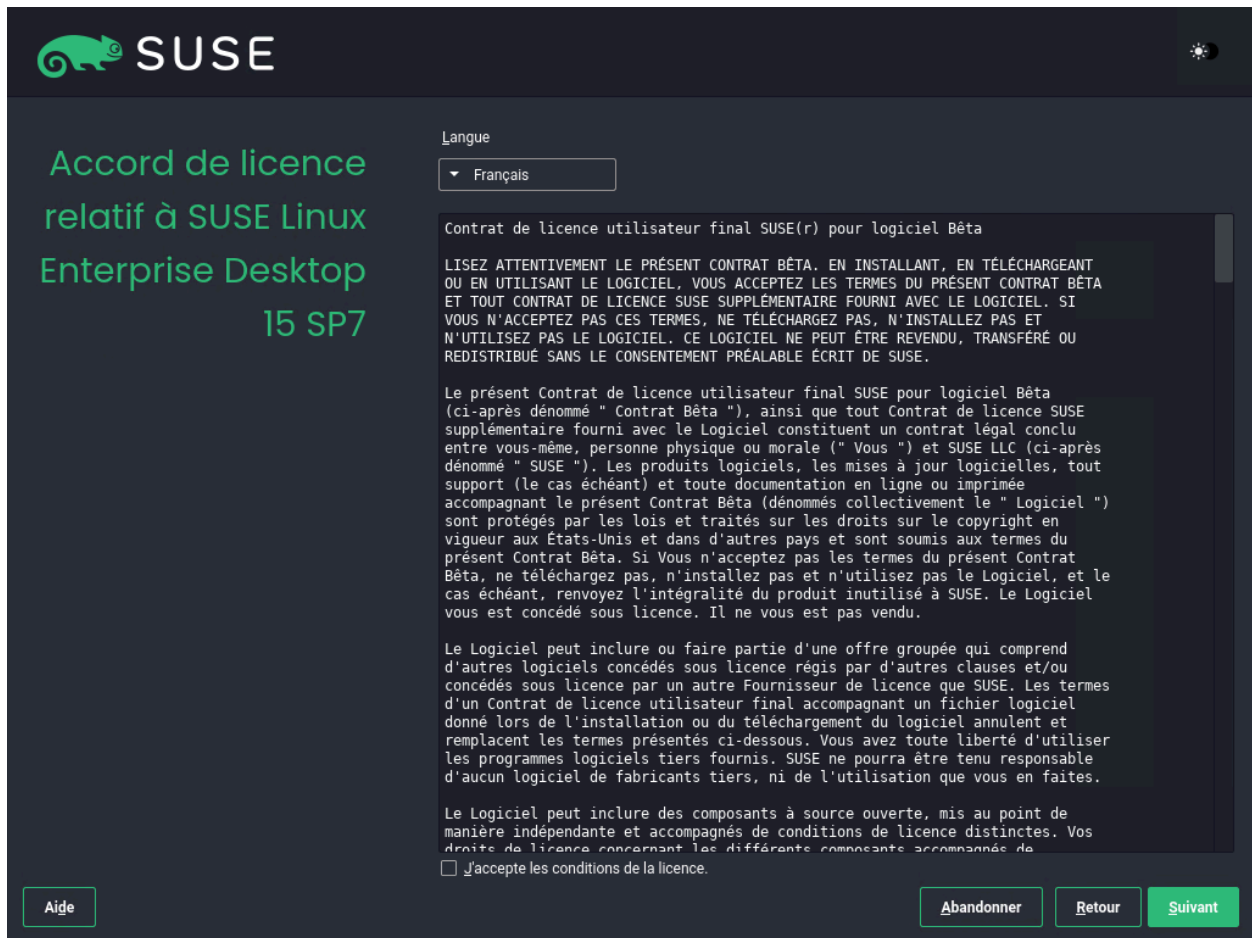 SUSE
Accord de licence
relatif à SUSE Linux
Enterprise Desktop
15 SP7
Langue
Français
Contrat de licence utilisateur final SUSE(r) pour logiciel Bêta
LISEZ ATTENTIVEMENT LE PRÉSENT CONTRAT BÊTA. EN INSTALLANT, EN TÉLÉCHARGEANT
OU EN UTILISANT LE LOGICIEL, VOUS ACCEPTEZ LES TERMES DU PRÉSENT CONTRAT BÊTA
ET TOUT CONTRAT DE LICENCE SUSE SUPPLÉMENTAIRE FOURNI AVEC LE LOGICIEL. SI
VOUS N'ACCEPTEZ PAS CES TERMES, NE TÉLÉCHARGEZ PAS, N'INSTALLEZ PAS ET
N'UTILISEZ PAS LE LOGICIEL. CE LOGICIEL NE PEUT ÊTRE REVENDU, TRANSFÉRÉ OU
REDISTRIBUÉ SANS LE CONSENTEMENT PRÉALABLE ÉCRIT DE SUSE.
Le présent Contrat de licence utilisateur final SUSE pour logiciel Bêta
(ci-après dénommé " Contrat Bêta "), ainsi que tout Contrat de licence SUSE
supplémentaire fourni avec le Logiciel constituent un contrat légal conclu
entre vous-même, personne physique ou morale (" Vous ") et SUSE LLC (ci-après
dénommé " SUSE "). Les produits logiciels, les mises à jour logicielles, tout
support (le cas échéant) et toute documentation en ligne ou imprimée
accompagnant le présent Contrat Bêta (dénommés collectivement le " Logiciel ")
sont protégés par les lois et traités sur les droits sur le copyright en
vigueur aux États-Unis et dans d'autres pays et sont soumis aux termes du
présent Contrat Bêta. Si Vous n'acceptez pas les termes du présent Contrat
Bêta, ne téléchargez pas, n'installez pas et n'utilisez pas le Logiciel, et le
cas échéant, renvoyez l'intégralité du produit inutilisé à SUSE. Le Logiciel
vous est concédé sous licence. Il ne vous est pas vendu.
Le Logiciel peut inclure ou faire partie d'une offre groupée qui comprend
d'autres logiciels concédés sous licence régis par d'autres clauses et/ou
concédés sous licence par un autre Fournisseur de licence que SUSE. Les termes
d'un Contrat de licence utilisateur final accompagnant un fichier logiciel
donné lors de l'installation ou du téléchargement du logiciel annulent et
remplacent les termes présentés ci-dessous. Vous avez toute liberté d'utiliser
les programmes logiciels tiers fournis. SUSE ne pourra être tenu responsable
d'aucun logiciel de fabricants tiers, ni de l'utilisation que vous en faites.
Le Logiciel peut inclure des composants à source ouverte, mis au point de
manière indépendante et accompagnés de conditions de licence distinctes. Vos
droits de licence concernant les différents composants accompagnés de
J'accepte les conditions de la licence.
Aide
Abandonner
Retour
Suivant